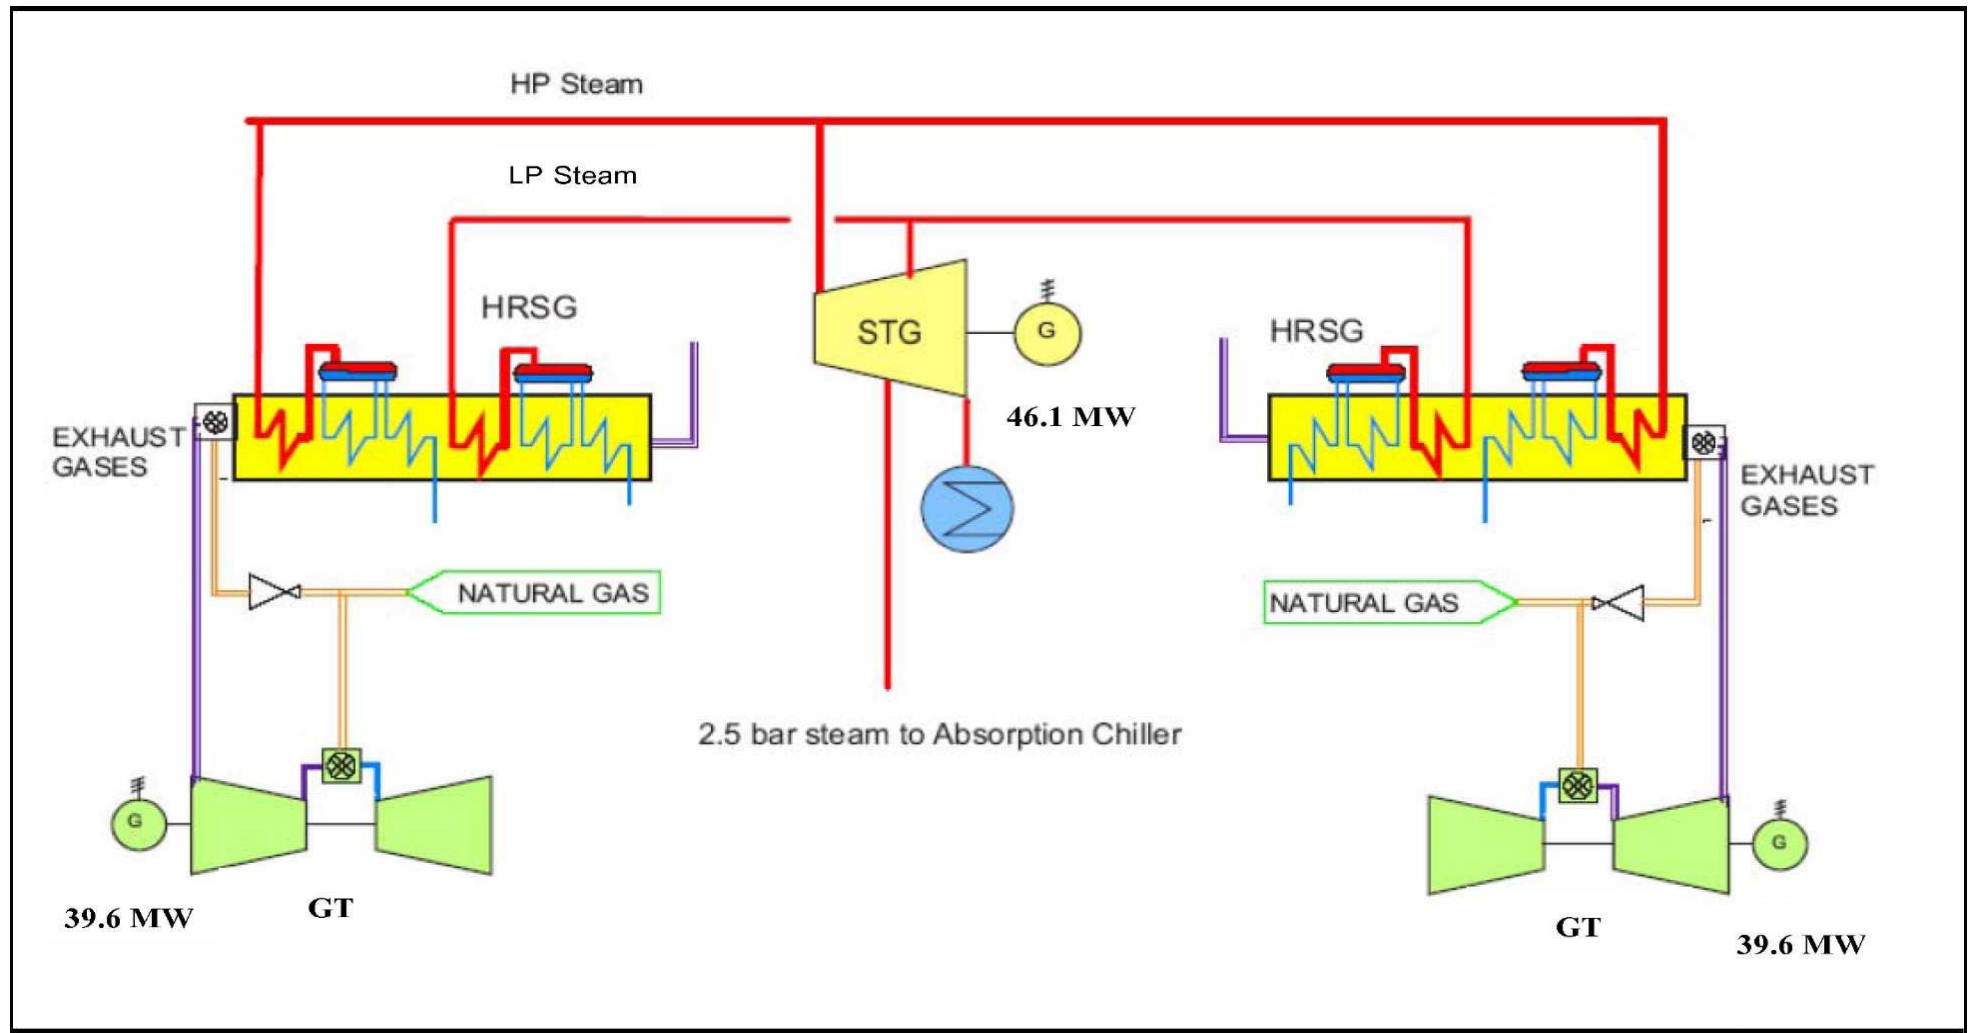 HP Steam
LP Steam
HRSG
STG
G
HRSG
46.1 MW
EXHAUST
GASES
EXHAUST
GASES
NATURAL GAS
NATURAL GAS
2.5 bar steam to Absorption Chiller
G
G
39.6 MW
GT
GT
39.6 MW